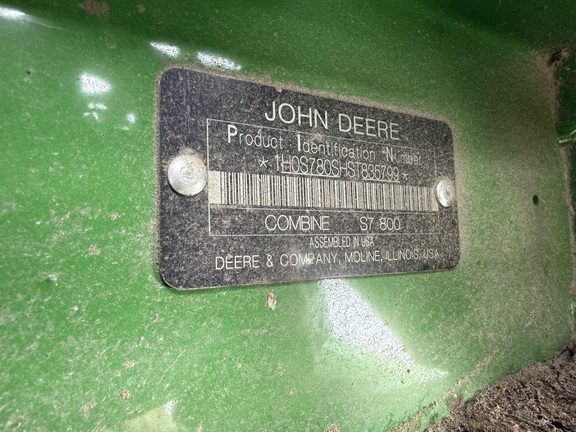 JOHN DEERE
Product Identification Number
*1H0S780SHST836799*
COMBINE S7 800
ASSEMBLED IN USA
DEERE & COMPANY, MOLINE, ILLINOIS, USA